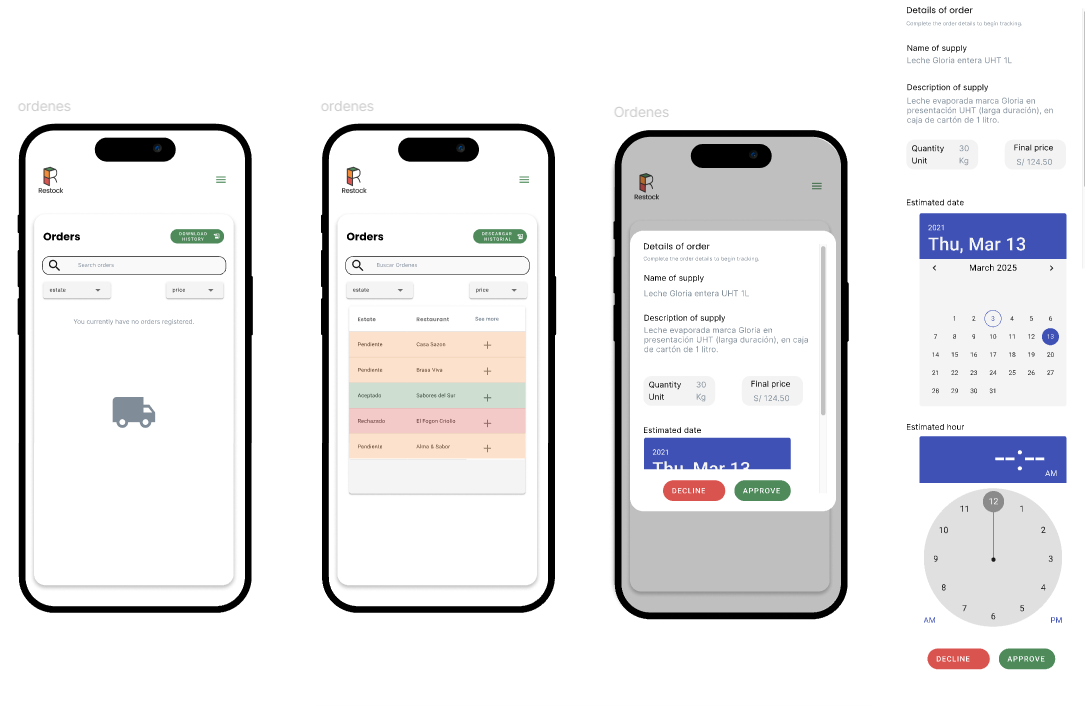 ordenes
Restock
Orders
DOWNLOAD
HISTORY
Search orders
estate
price
You currently have no orders registered.
ordenes
Restock
Orders
DESCARGAR
HISTORIAL
Buscar Ordenes
estate
price
Estate Restaurant See more
Pendiente Casa Sazon +
Pendiente Brasa Viva +
Aceptado Sabores del Sur +
Rechazado El Fogon Criollo +
Pendiente Alma & Sabor +
Ordenes
Restock
Details of order
Complete the order details to begin tracking.
Name of supply
Leche Gloria entera UHT 1L
Description of supply
Leche evaporada marca Gloria en
presentación UHT (larga duración), en caja
de cartón de 1 litro.
Quantity 30
Unit Kg
Final price
S/ 124.50
Estimated date
2021
Thu, Mar 13
DECLINE
APPROVE
Details of order
Complete the order details to begin tracking.
Name of supply
Leche Gloria entera UHT 1L
Description of supply
Leche evaporada marca Gloria en
presentación UHT (larga duración), en
caja de cartón de 1 litro.
Quantity 30
Unit Kg
Final price
S/ 124.50
Estimated date
2021
Thu, Mar 13
< March 2025 >
1 2 3 4 5 6
7 8 9 10 11 12 13
14 15 16 17 18 19 20
21 22 23 24 25 26 27
28 29 30 31
Estimated hour
--:--
AM
12
11 1
10 2
9 3
8 4
7 5
6
AM PM
DECLINE
APPROVE